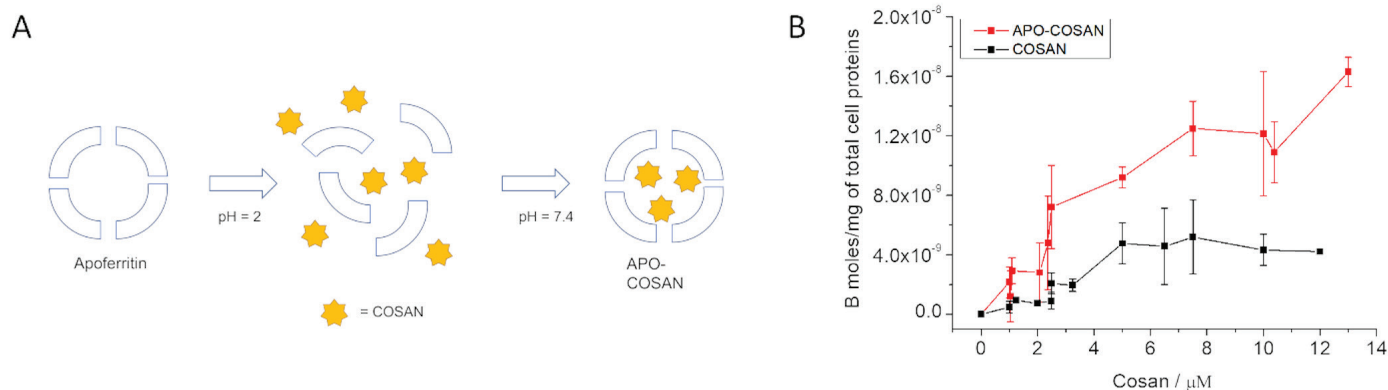 A
Apoferritin
pH = 2
= COSAN
pH = 7.4
APO-
COSAN
B
APO-COSAN
COSAN
B moles/mg of total cell proteins
2.0x10⁻⁸
1.6x10⁻⁸
1.2x10⁻⁸
8.0x10⁻⁹
4.0x10⁻⁹
0.0
0 2 4 6 8 10 12 14
Cosan / µM